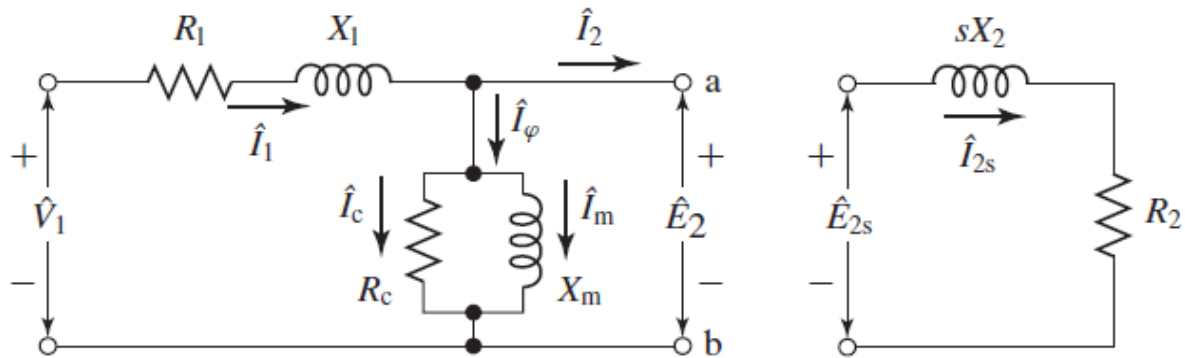 R₁ X₁ Î₂ sX₂
a
Î₁ Îφ Î₂s
+ + +
Îc Îm
V̂₁ Ê₂ Ê₂s R₂
− Rc Xm − −
b